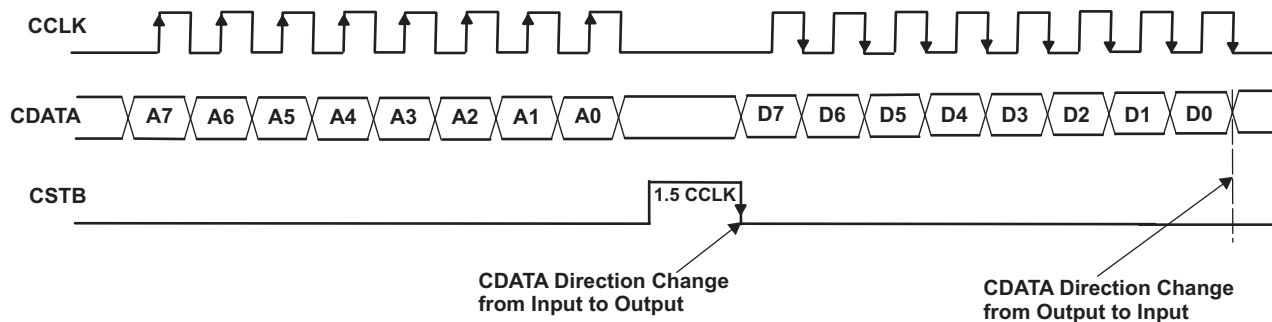 CCLK
CDATA A7 A6 A5 A4 A3 A2 A1 A0 D7 D6 D5 D4 D3 D2 D1 D0
CSTB 1.5 CCLK
CDATA Direction Change
from Input to Output
CDATA Direction Change
from Output to Input